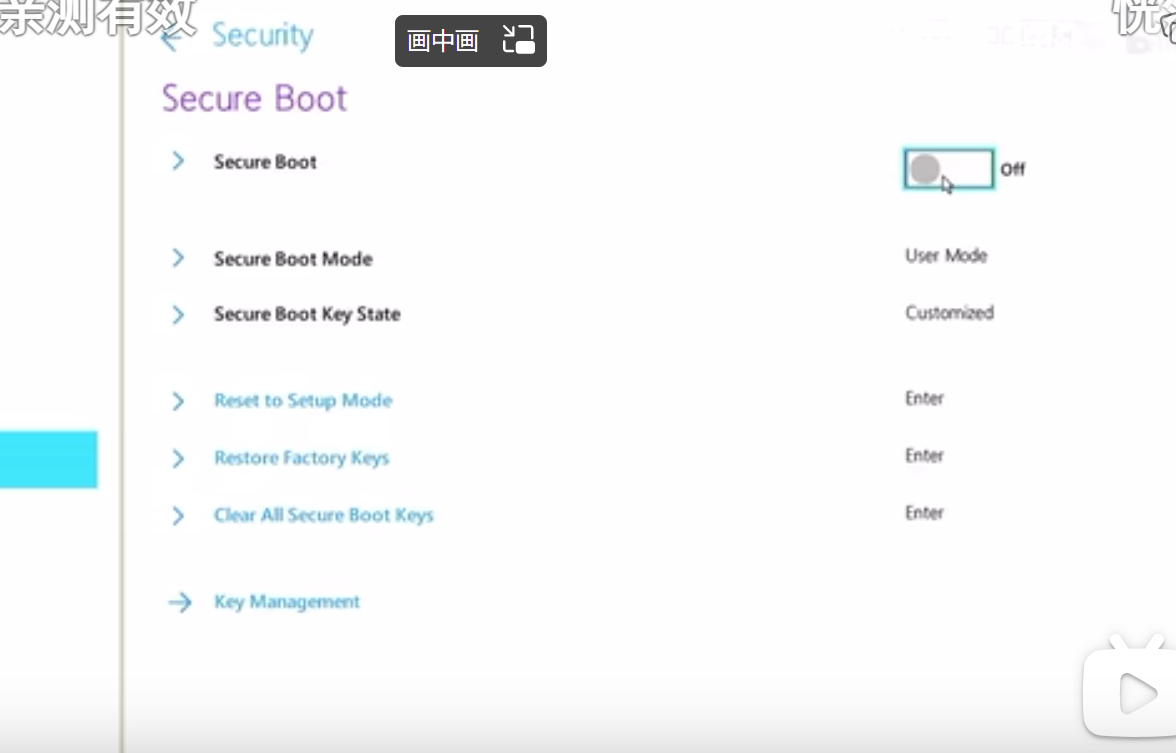 亲测有效
Security
画中画
Secure Boot
Secure Boot
Off
Secure Boot Mode
User Mode
Secure Boot Key State
Customized
Reset to Setup Mode
Enter
Restore Factory Keys
Enter
Clear All Secure Boot Keys
Enter
Key Management